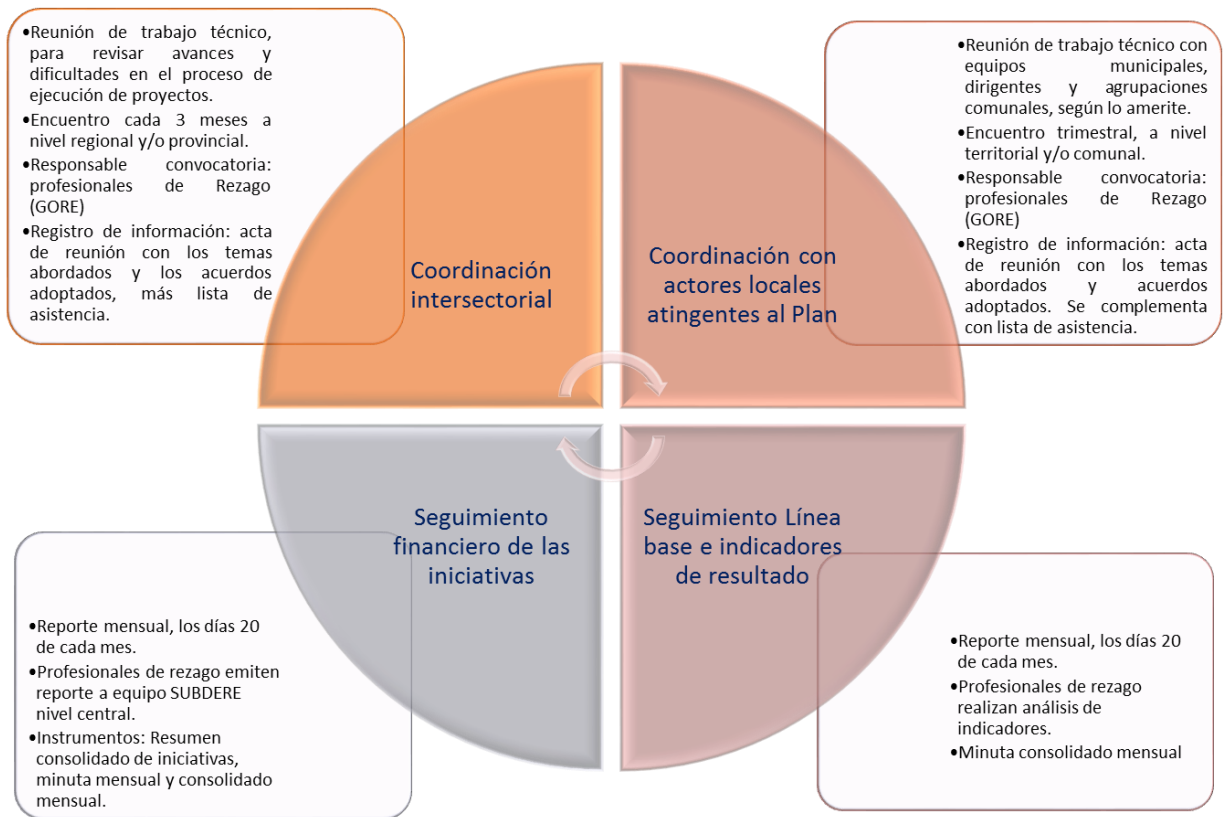 •Reunión de trabajo técnico,
para revisar avances y
dificultades en el proceso de
ejecución de proyectos.
•Encuentro cada 3 meses a
nivel regional y/o provincial.
•Responsable convocatoria:
profesionales de Rezago
(GORE)
•Registro de información: acta
de reunión con los temas
abordados y los acuerdos
adoptados, más lista de
asistencia.
•Reunión de trabajo técnico con
equipos municipales,
dirigentes y agrupaciones
comunales, según lo amerite.
•Encuentro trimestral, a nivel
territorial y/o comunal.
•Responsable convocatoria:
profesionales de Rezago
(GORE)
•Registro de información: acta
de reunión con los temas
abordados y acuerdos
adoptados. Se complementa
con lista de asistencia.
Coordinación
intersectorial
Coordinación con
actores locales
atingentes al Plan
Seguimiento
financiero de las
iniciativas
Seguimiento Línea
base e indicadores
de resultado
•Reporte mensual, los días 20
de cada mes.
•Profesionales de rezago emiten
reporte a equipo SUBDERE
nivel central.
•Instrumentos: Resumen
consolidado de iniciativas,
minuta mensual y consolidado
mensual.
•Reporte mensual, los días 20
de cada mes.
•Profesionales de rezago
realizan análisis de
indicadores.
•Minuta consolidado mensual